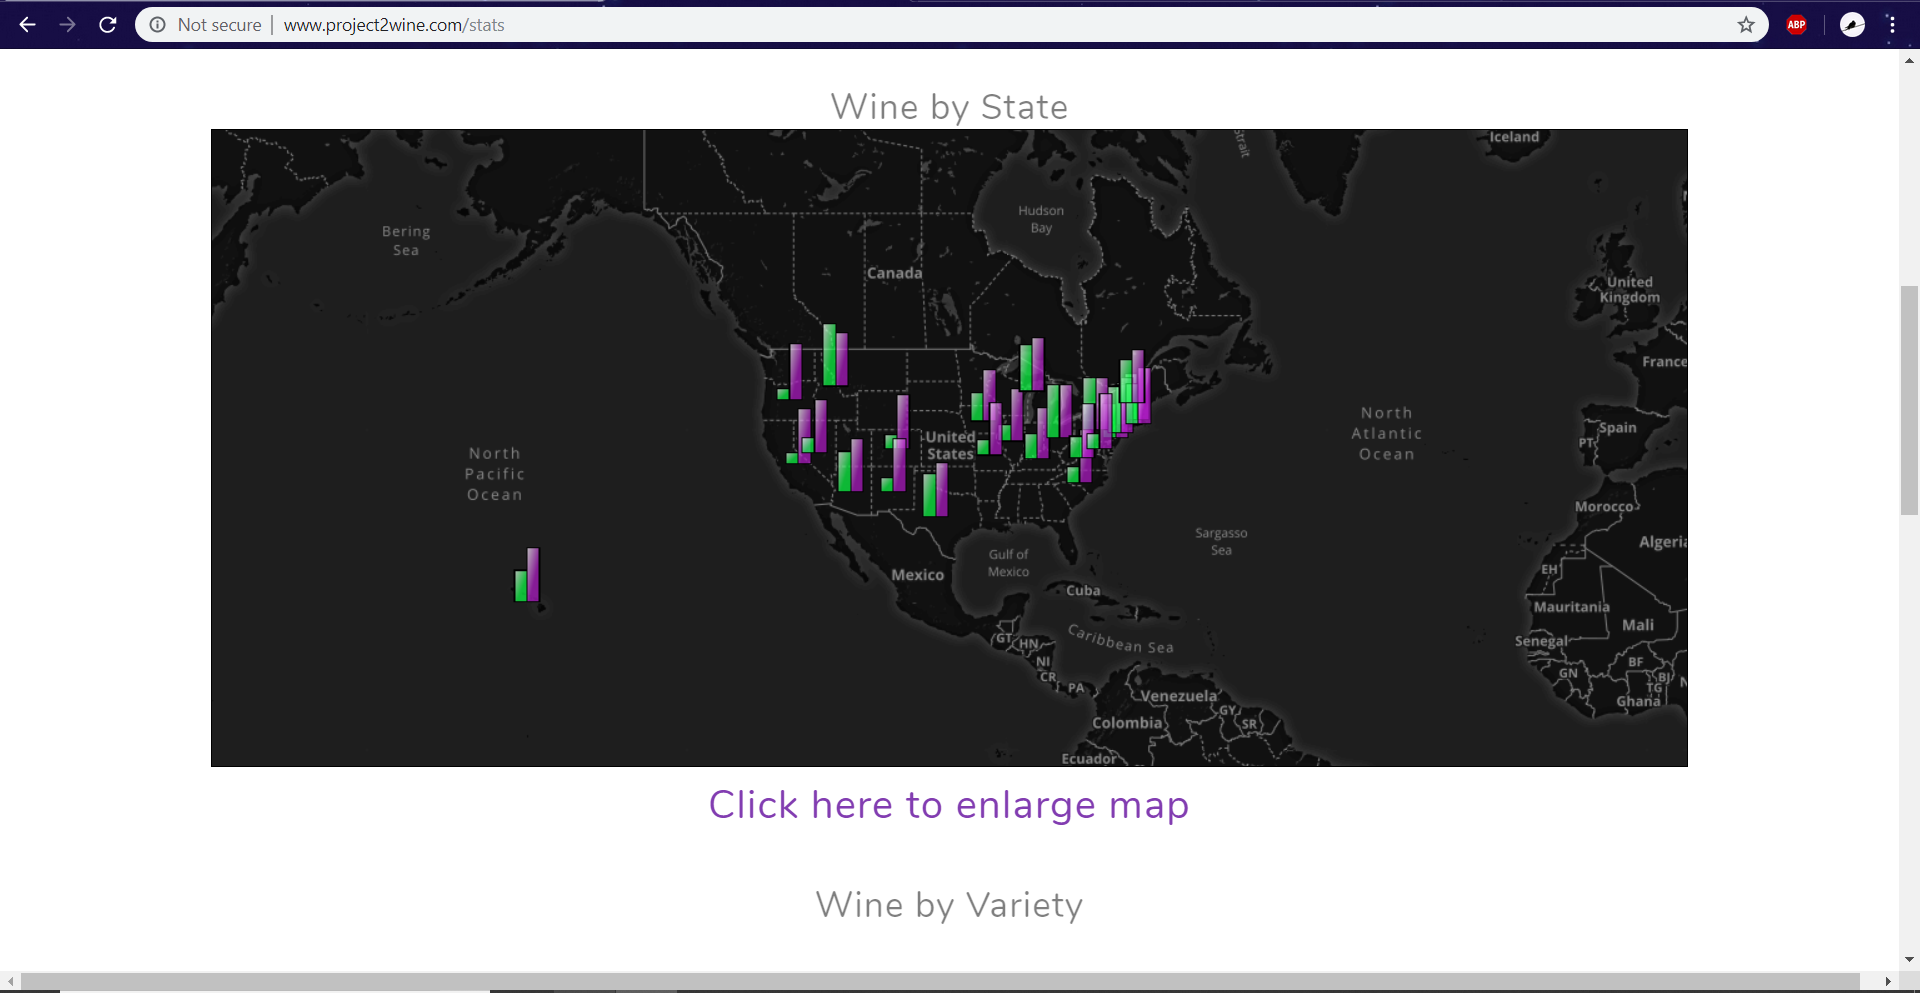 Not secure | www.project2wine.com/stats
ABP
Wine by State
Strait
Iceland
Hudson
Bay
Bering
Sea
Canada
United
Kingdom
France
North
Atlantic
Ocean
Spain
PT
United
States
North
Pacific
Ocean
Morocco
Sargasso
Sea
Algeria
Gulf of
Mexico
Mexico
EH
Cuba
Mauritania
Mali
Caribbean Sea
Senegal
GT
HN
NI
CR
PA
BF
BJ
GN
TG
N
Ghana
Venezuela
GY
SR
Colombia
Ecuador
Click here to enlarge map
Wine by Variety